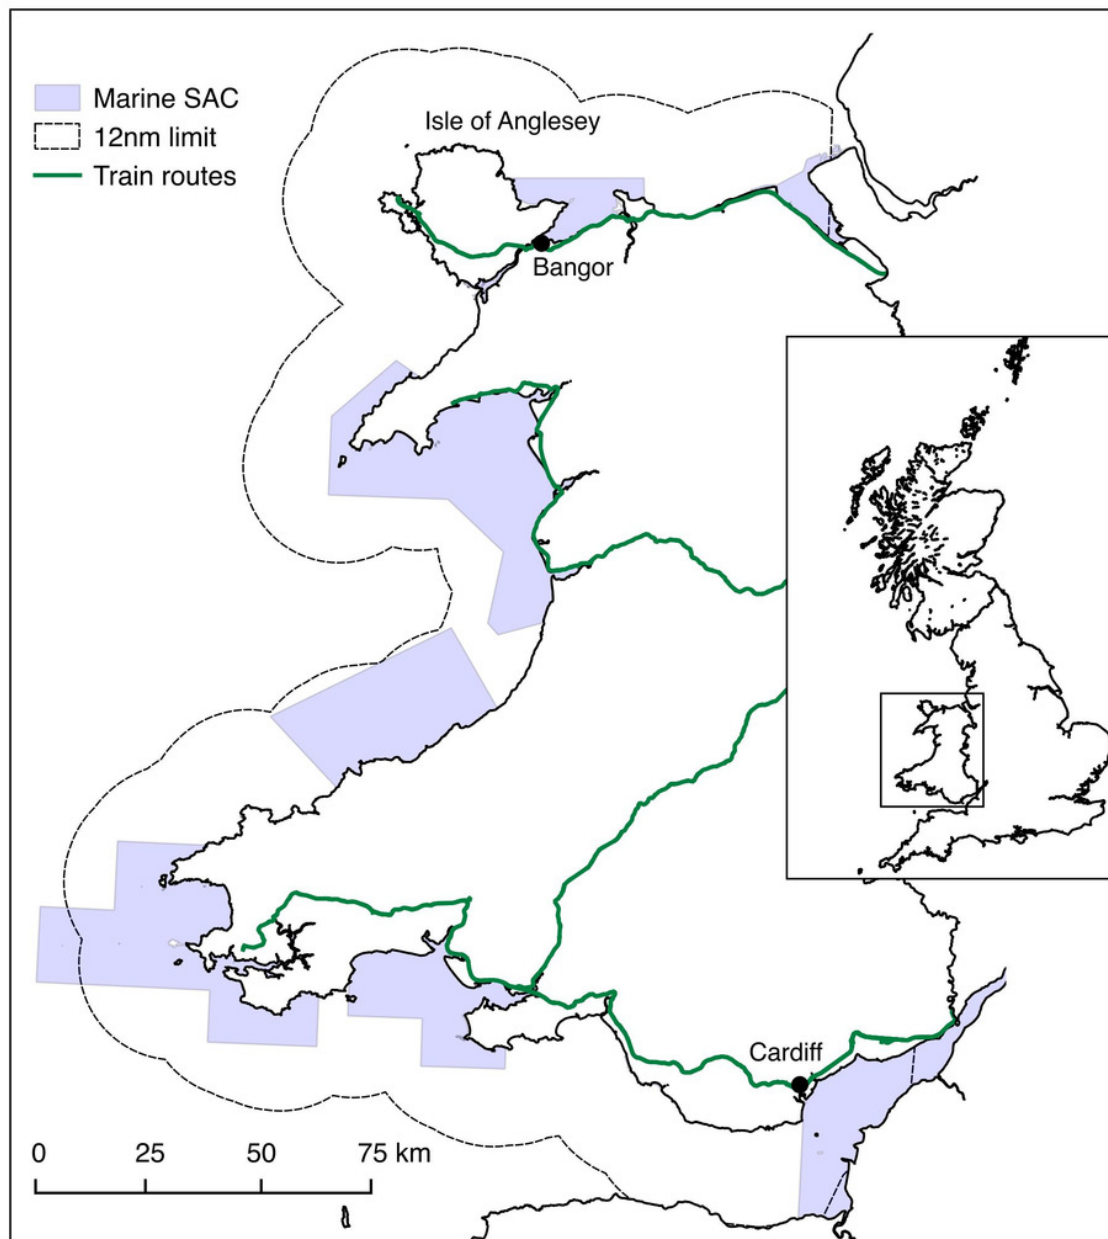 Marine SAC
12nm limit
Train routes
Isle of Anglesey
Bangor
Cardiff
0 25 50 75 km